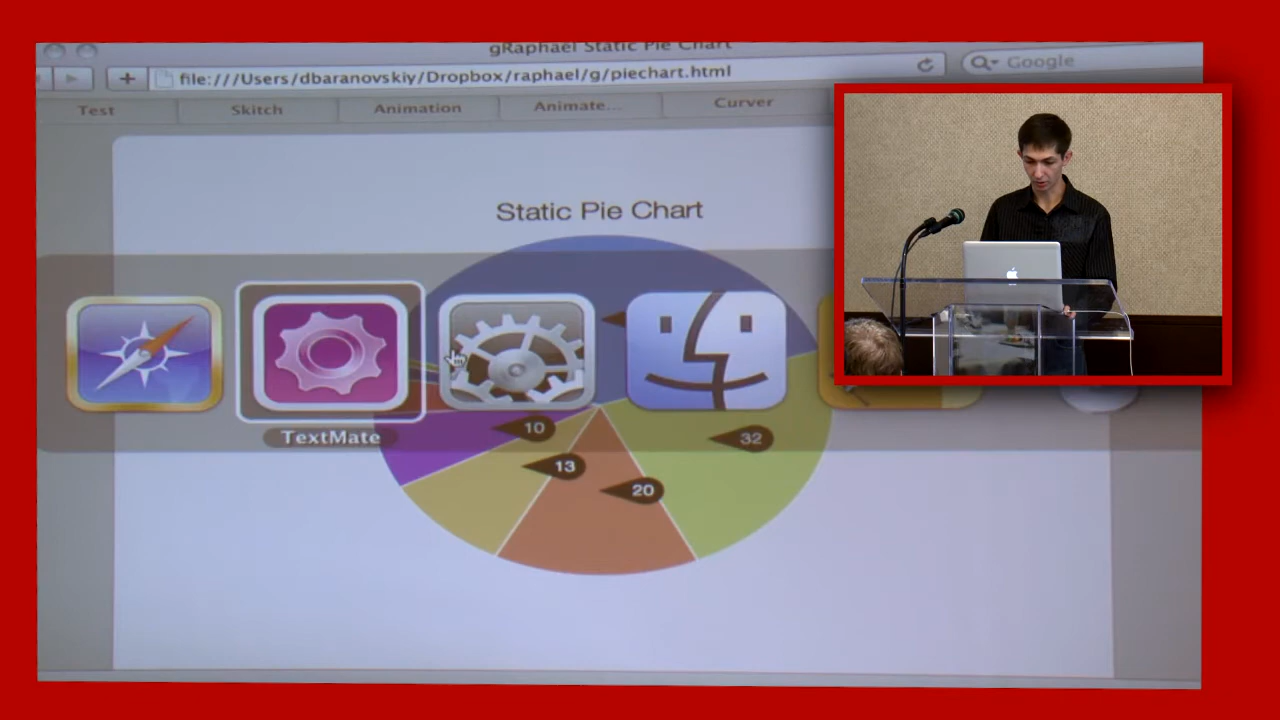 gRaphael Static Pie Chart
file:///Users/dbaranovskiy/Dropbox/raphael/g/piechart.html
Google
Test Skitch Animation Animate... Curver
Static Pie Chart
TextMate
10
32
13
20